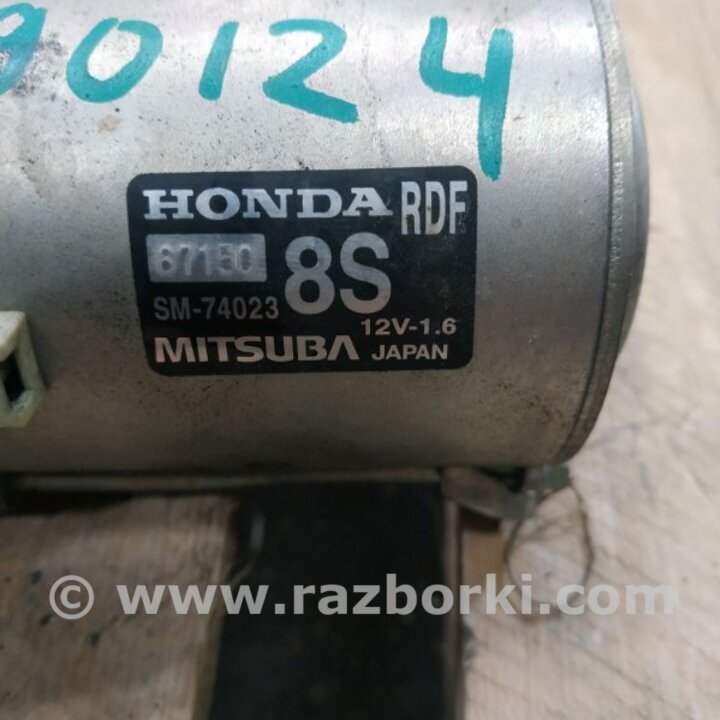 90124
HONDA RDF
67150 8S
SM-74023
12V-1.6
MITSUBA JAPAN
© www.razborki.com